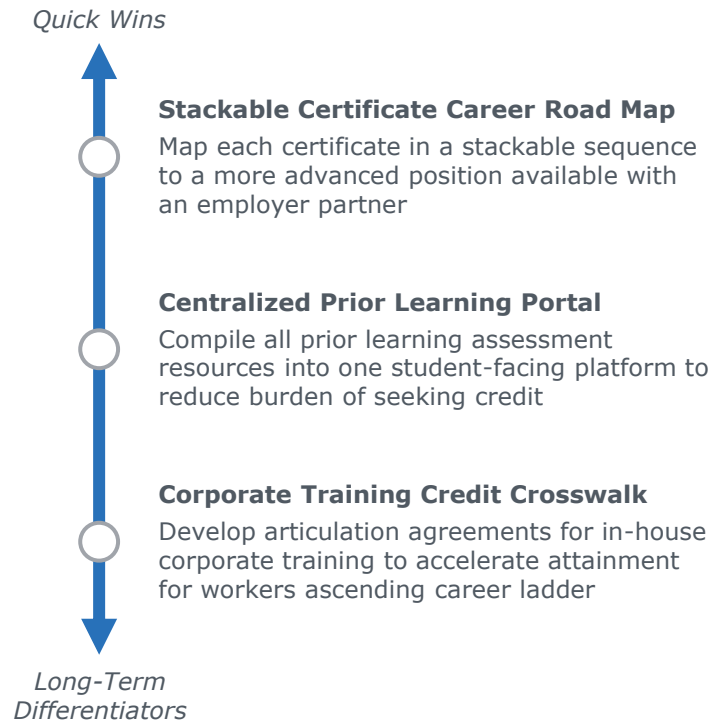 Quick Wins
Stackable Certificate Career Road Map
Map each certificate in a stackable sequence
to a more advanced position available with
an employer partner
Centralized Prior Learning Portal
Compile all prior learning assessment
resources into one student-facing platform to
reduce burden of seeking credit
Corporate Training Credit Crosswalk
Develop articulation agreements for in-house
corporate training to accelerate attainment
for workers ascending career ladder
Long-Term
Differentiators